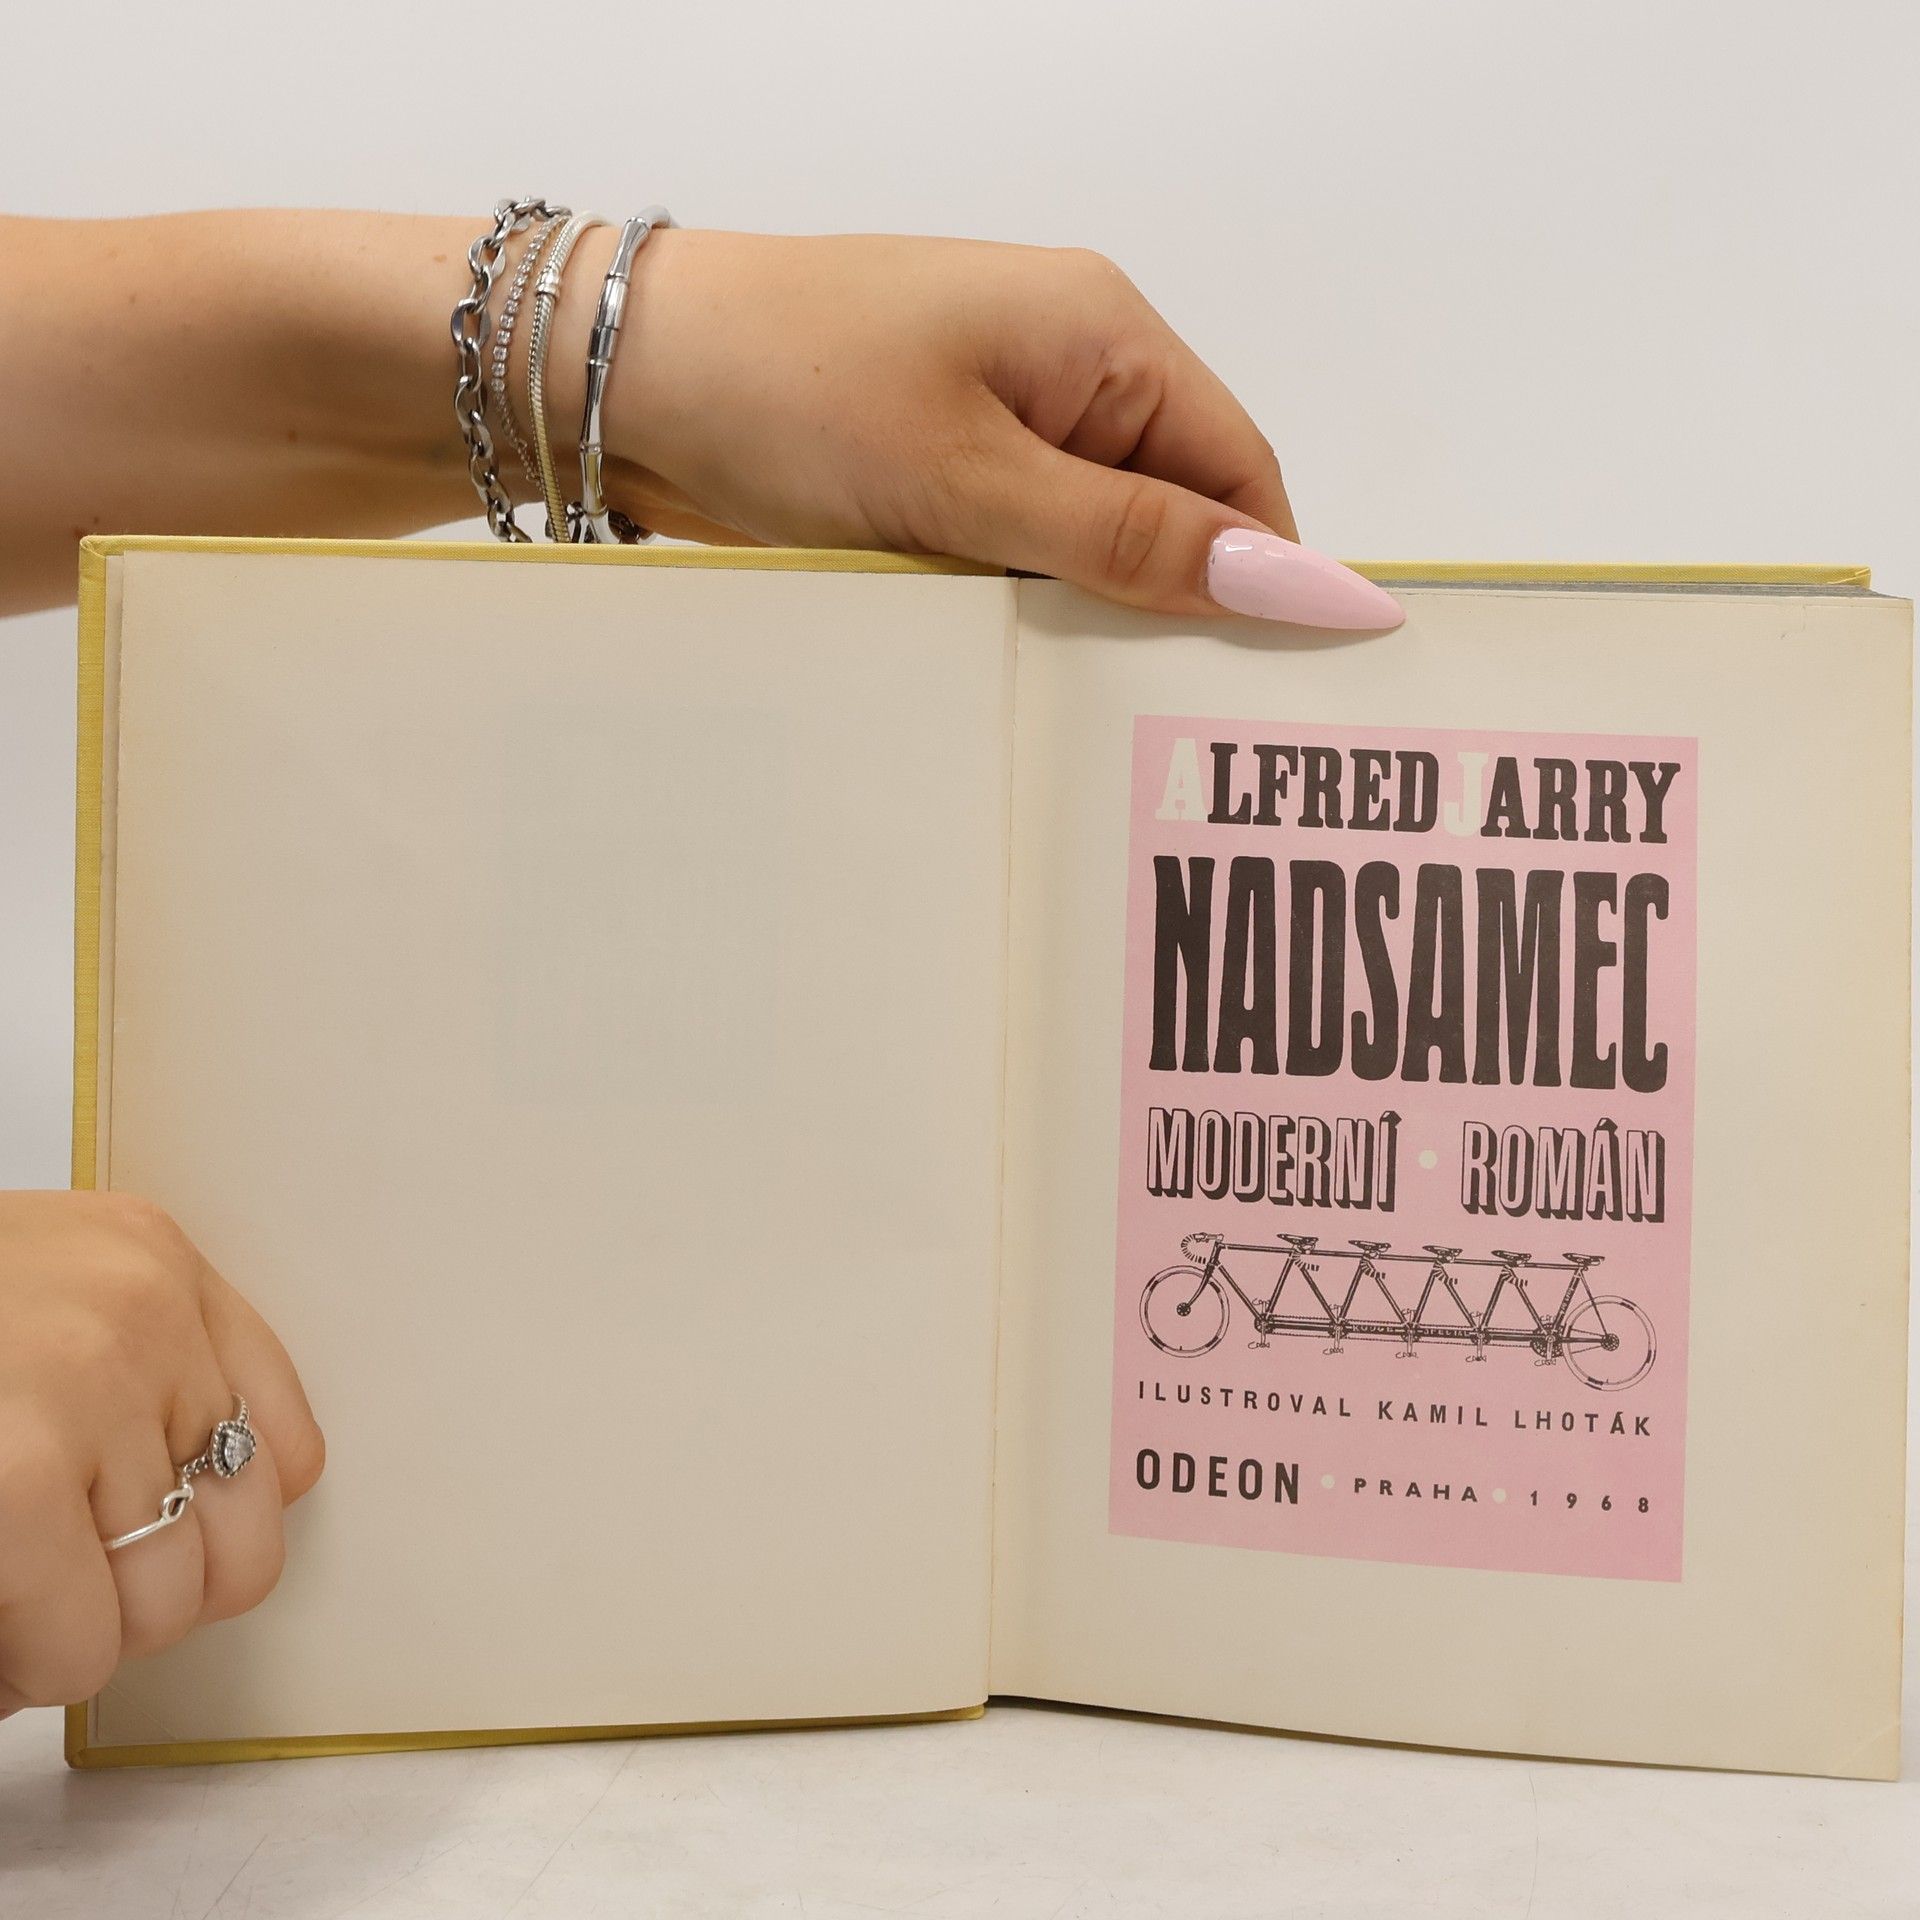 ALFRED JARRY
NADSAMEC
MODERNÍ • ROMÁN
ILUSTROVAL KAMIL LHOTÁK
ODEON • PRAHA • 1968